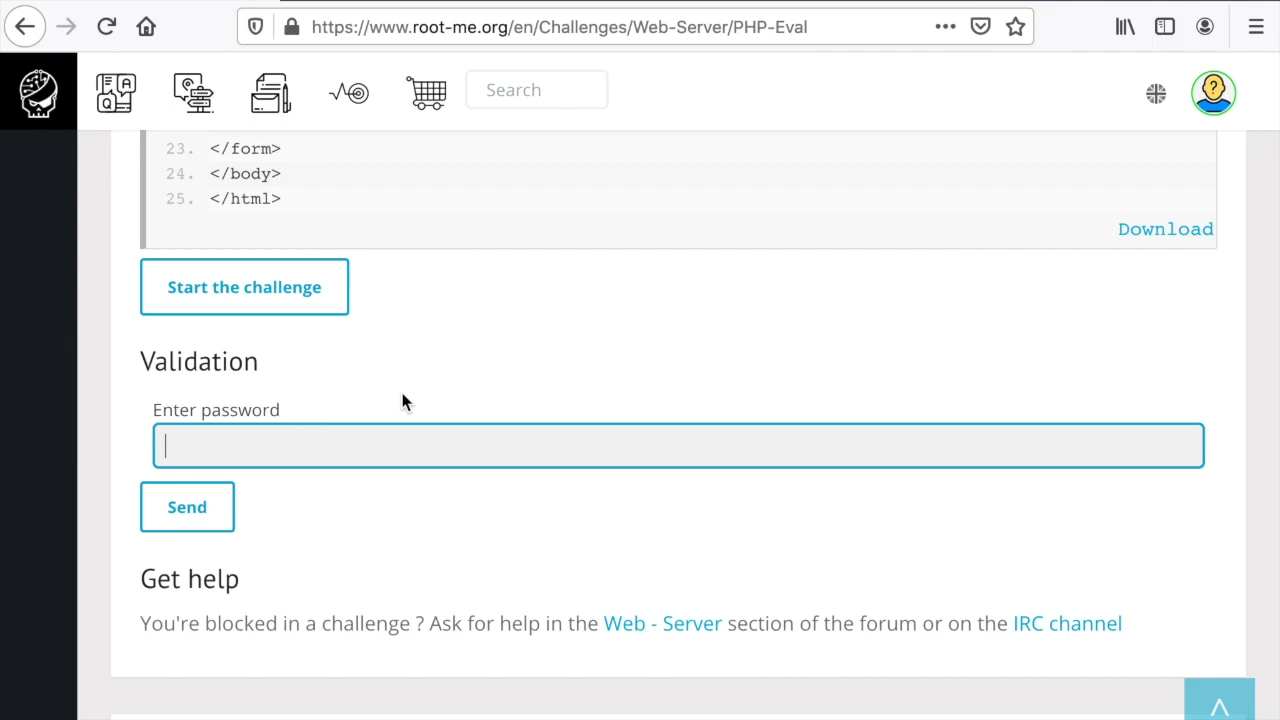 https://www.root-me.org/en/Challenges/Web-Server/PHP-Eval
Q A
Search
23. </form>
24. </body>
25. </html>
Download
Start the challenge
Validation
Enter password
Send
Get help
You're blocked in a challenge ? Ask for help in the Web - Server section of the forum or on the IRC channel